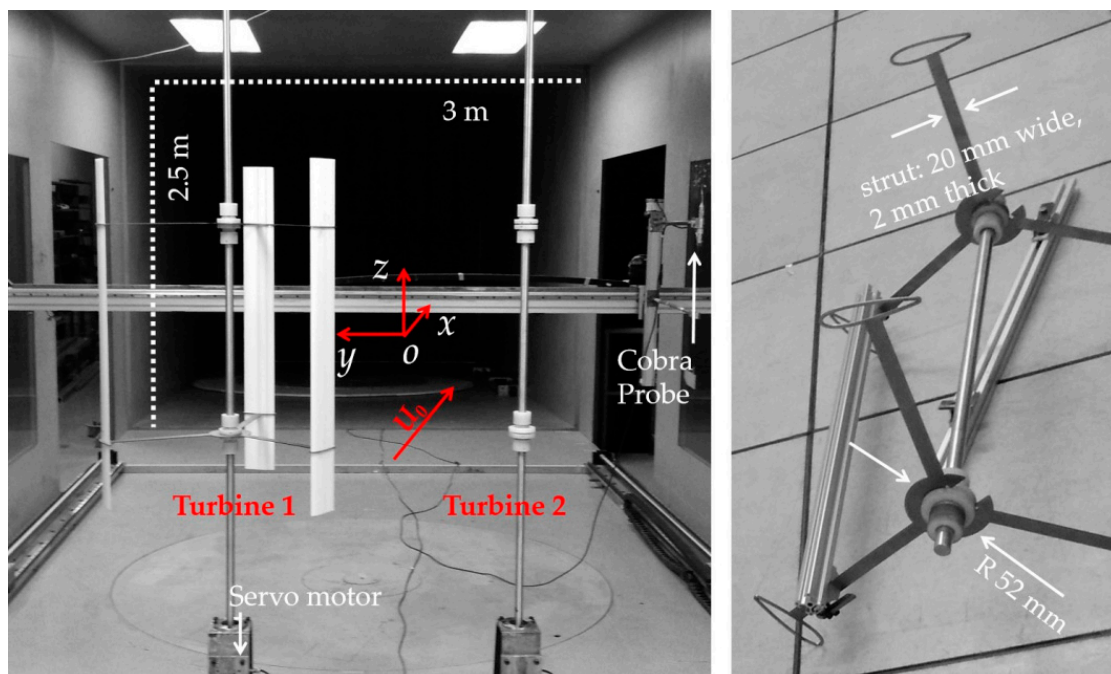 3 m
2.5 m
z
x
y
o
u₀
Cobra
Probe
Turbine 1
Turbine 2
Servo motor
strut: 20 mm wide,
2 mm thick
R 52 mm